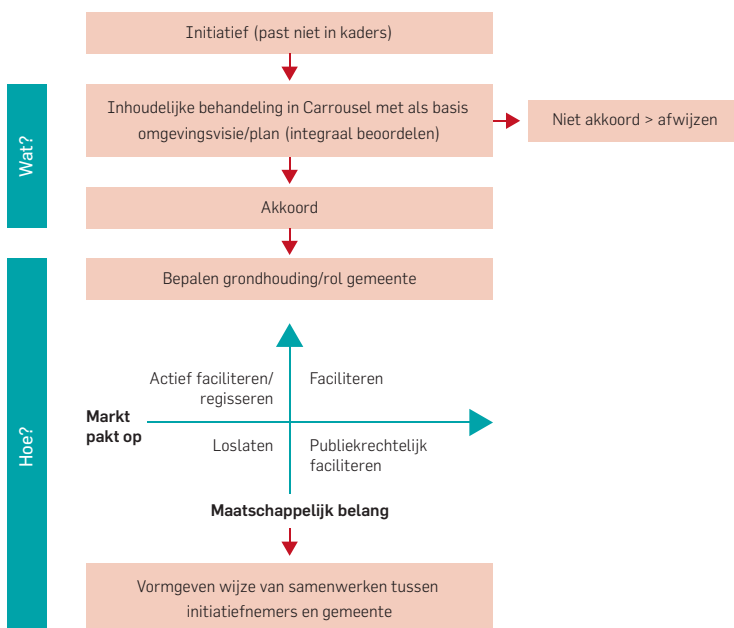 Initiatief (past niet in kaders)
Wat?
Inhoudelijke behandeling in Carrousel met als basis
omgevingsvisie/plan (integraal beoordelen)
Niet akkoord > afwijzen
Akkoord
Hoe?
Bepalen grondhouding/rol gemeente
Actief faciliteren/
regisseren
Faciliteren
Markt
pakt op
Loslaten
Publiekrechtelijk
faciliteren
Maatschappelijk belang
Vormgeven wijze van samenwerken tussen
initiatiefnemers en gemeente